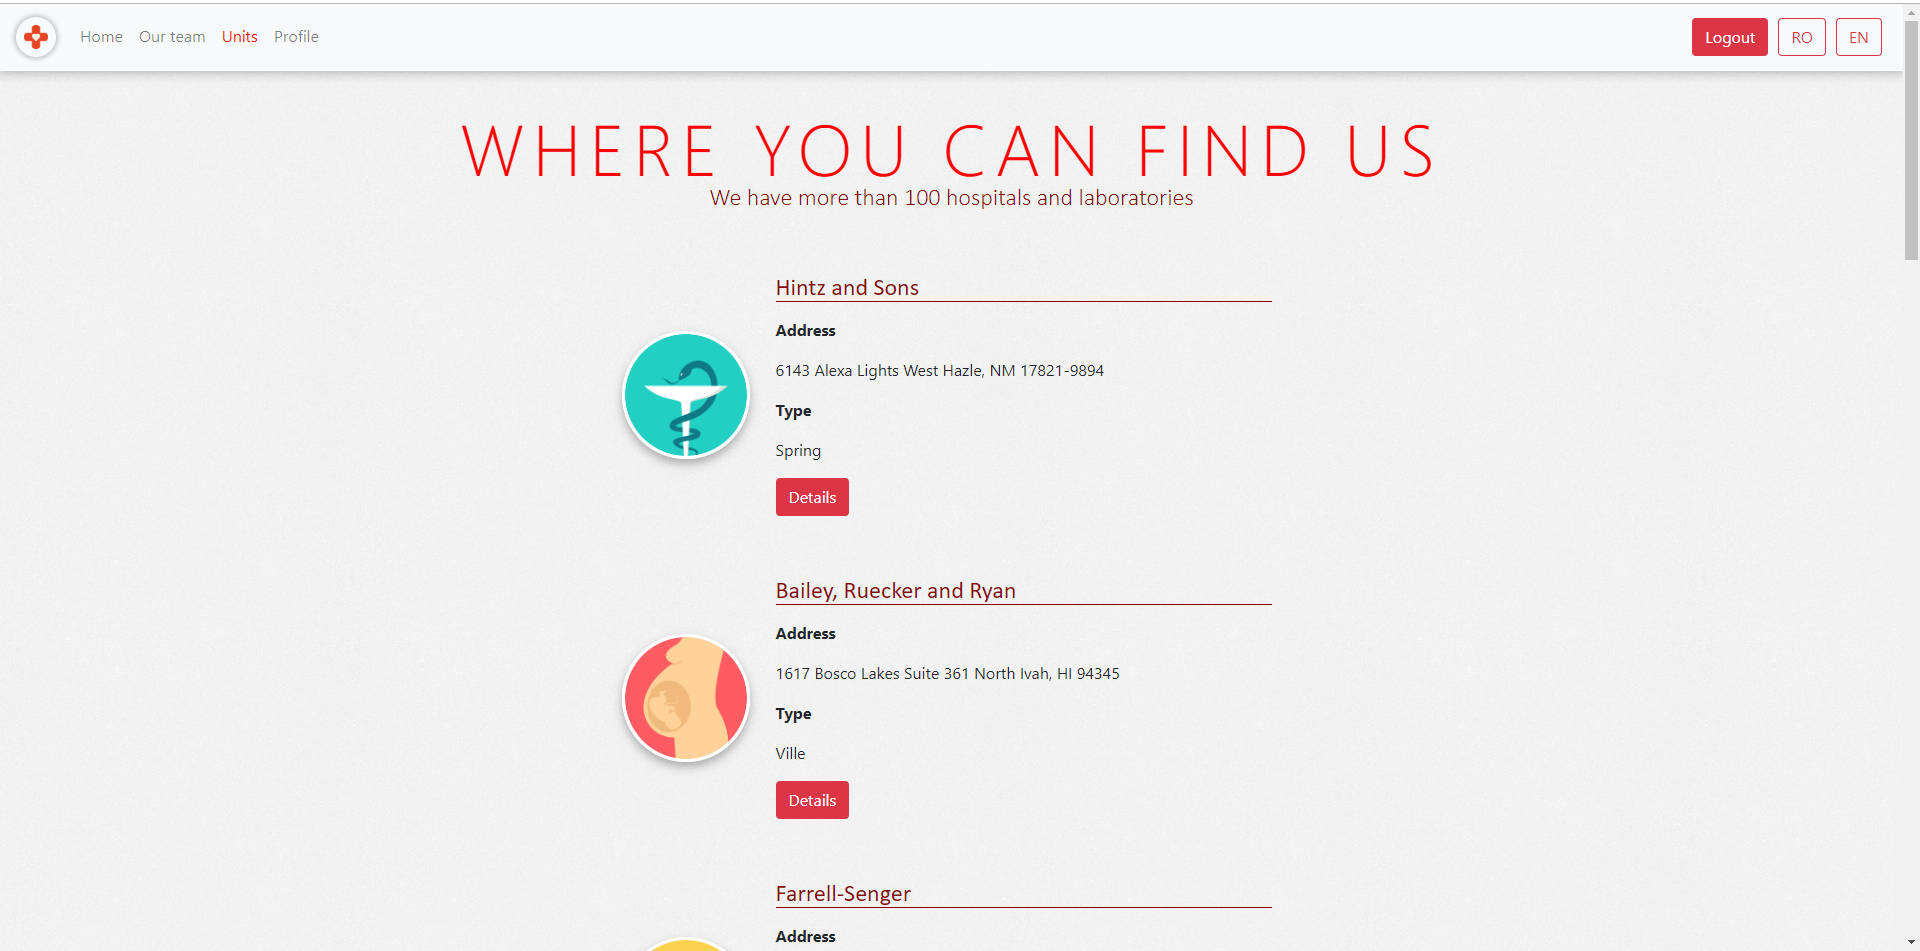 Home Our team Units Profile Logout RO EN
WHERE YOU CAN FIND US
We have more than 100 hospitals and laboratories
Hintz and Sons
Address
6143 Alexa Lights West Hazle, NM 17821-9894
Type
Spring
Details
Bailey, Ruecker and Ryan
Address
1617 Bosco Lakes Suite 361 North Ivah, HI 94345
Type
Ville
Details
Farrell-Senger
Address